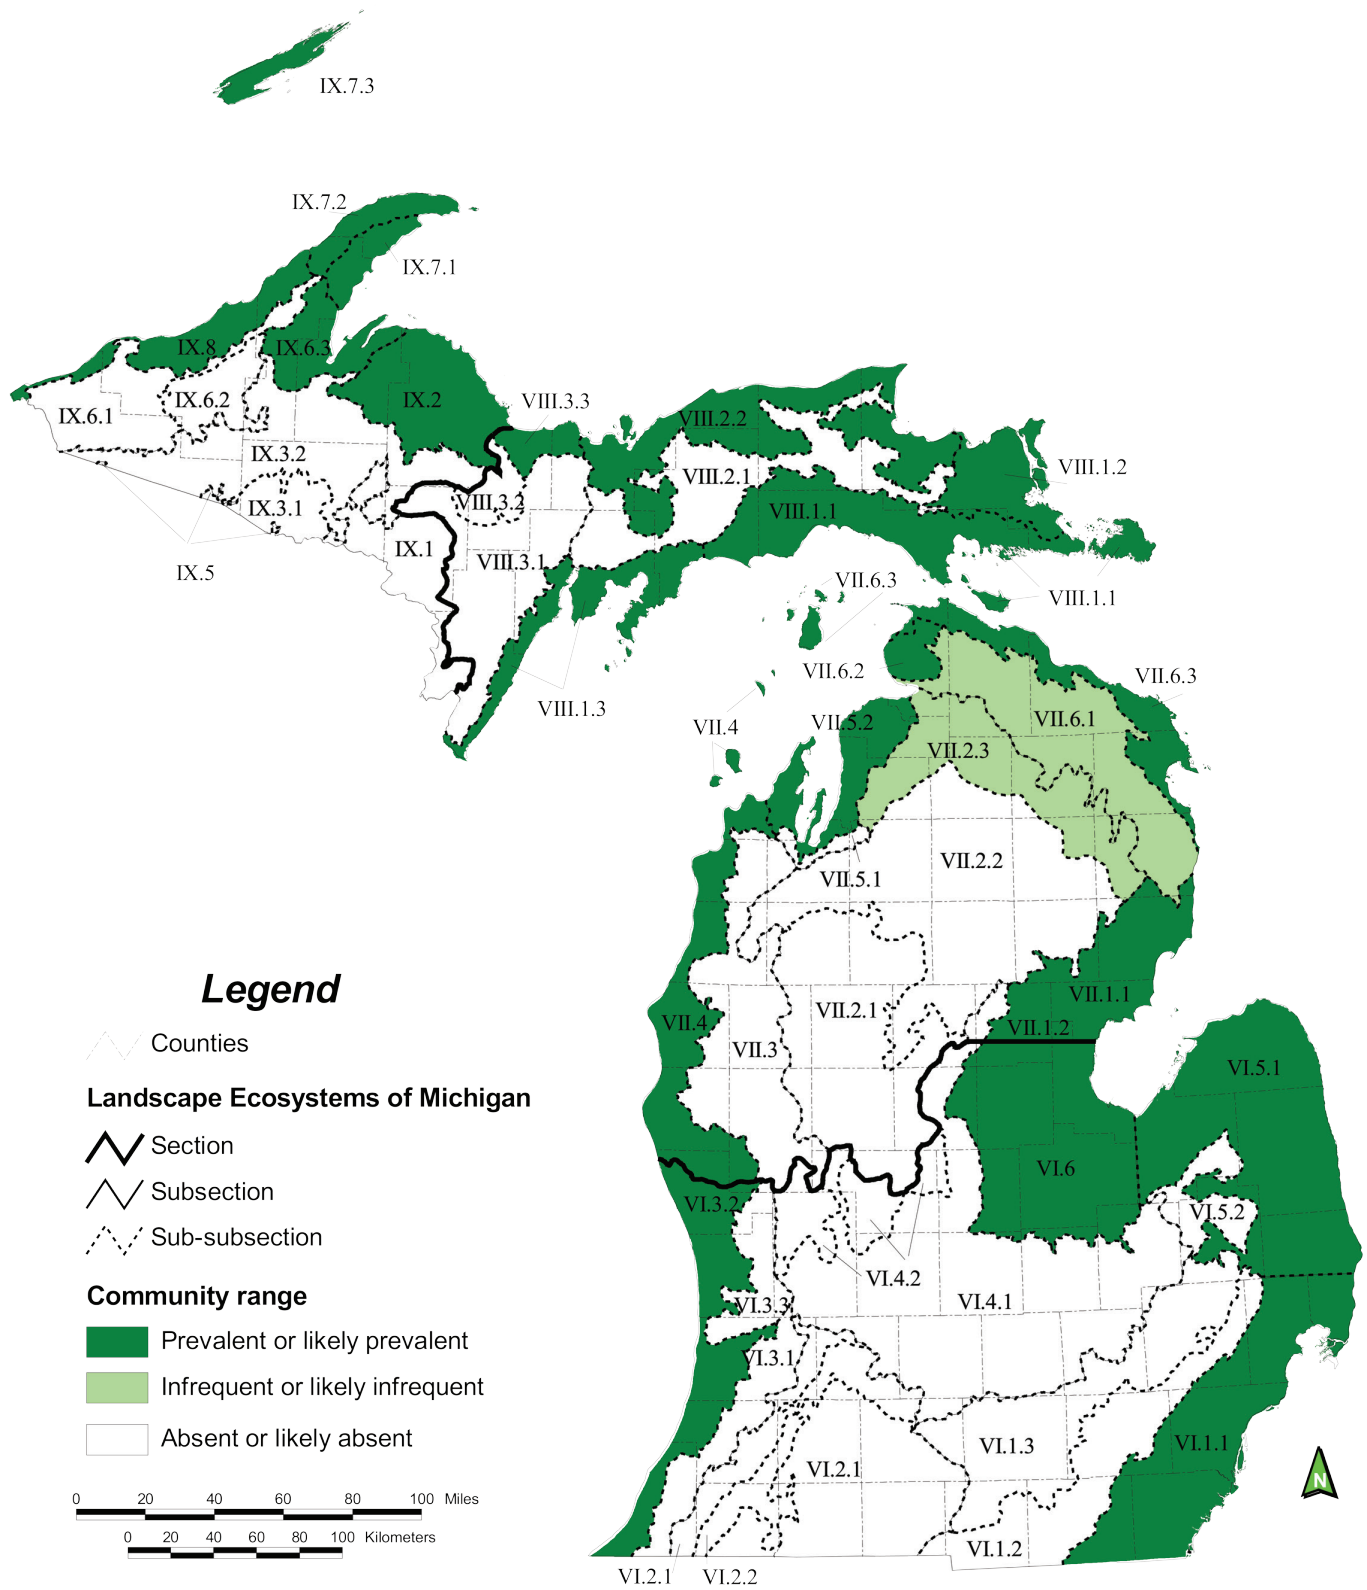 IX.7.3
IX.7.2
IX.7.1
IX.8
IX.6.3
IX.6.1
IX.6.2
IX.2
VIII.3.3
VIII.2.2
IX.3.2
VIII.2.1
VIII.1.2
IX.3.1
VIII.3.2
VIII.1.1
IX.1
VIII.3.1
IX.5
VII.6.3
VIII.1.1
VII.6.2
VII.6.3
VIII.1.3
VII.4
VII.5.2
VII.6.1
VII.2.3
VII.2.2
VII.5.1
VII.1.1
VII.2.1
VII.4
VII.1.2
VII.3
VI.5.1
VI.6
VI.3.2
VI.5.2
VI.4.2
VI.3.3
VI.4.1
VI.3.1
VI.1.3
VI.1.1
VI.2.1
VI.1.2
VI.2.1
VI.2.2
Legend
Counties
Landscape Ecosystems of Michigan
Section
Subsection
Sub-subsection
Community range
Prevalent or likely prevalent
Infrequent or likely infrequent
Absent or likely absent
0 20 40 60 80 100 Miles
0 20 40 60 80 100 Kilometers
N